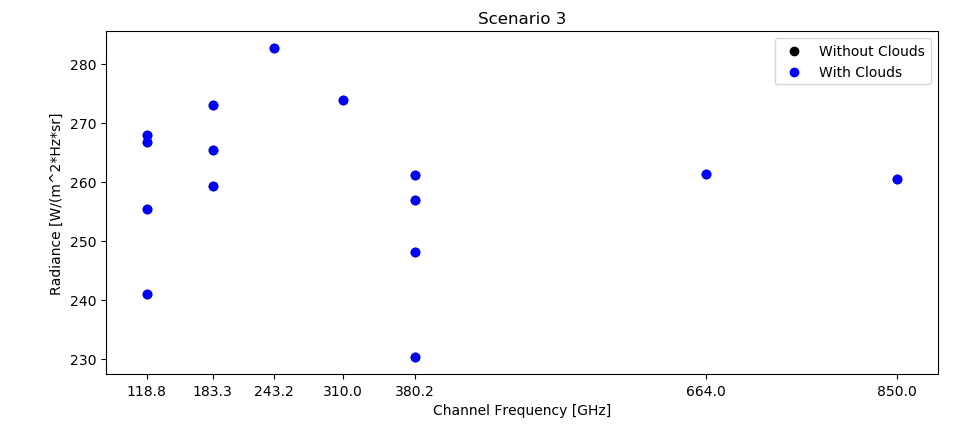 Scenario 3
Without Clouds
With Clouds
Radiance [W/(m^2*Hz*sr]
280
270
260
250
240
230
118.8 183.3 243.2 310.0 380.2 664.0 850.0
Channel Frequency [GHz]